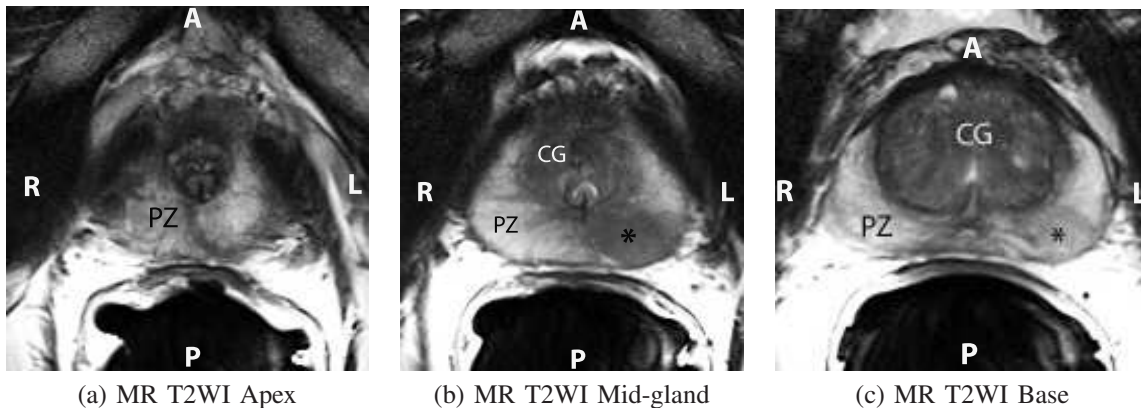 A
R
L
PZ
P
(a) MR T2WI Apex
A
CG
R
L
PZ
*
P
(b) MR T2WI Mid-gland
A
CG
R
L
PZ
*
P
(c) MR T2WI Base